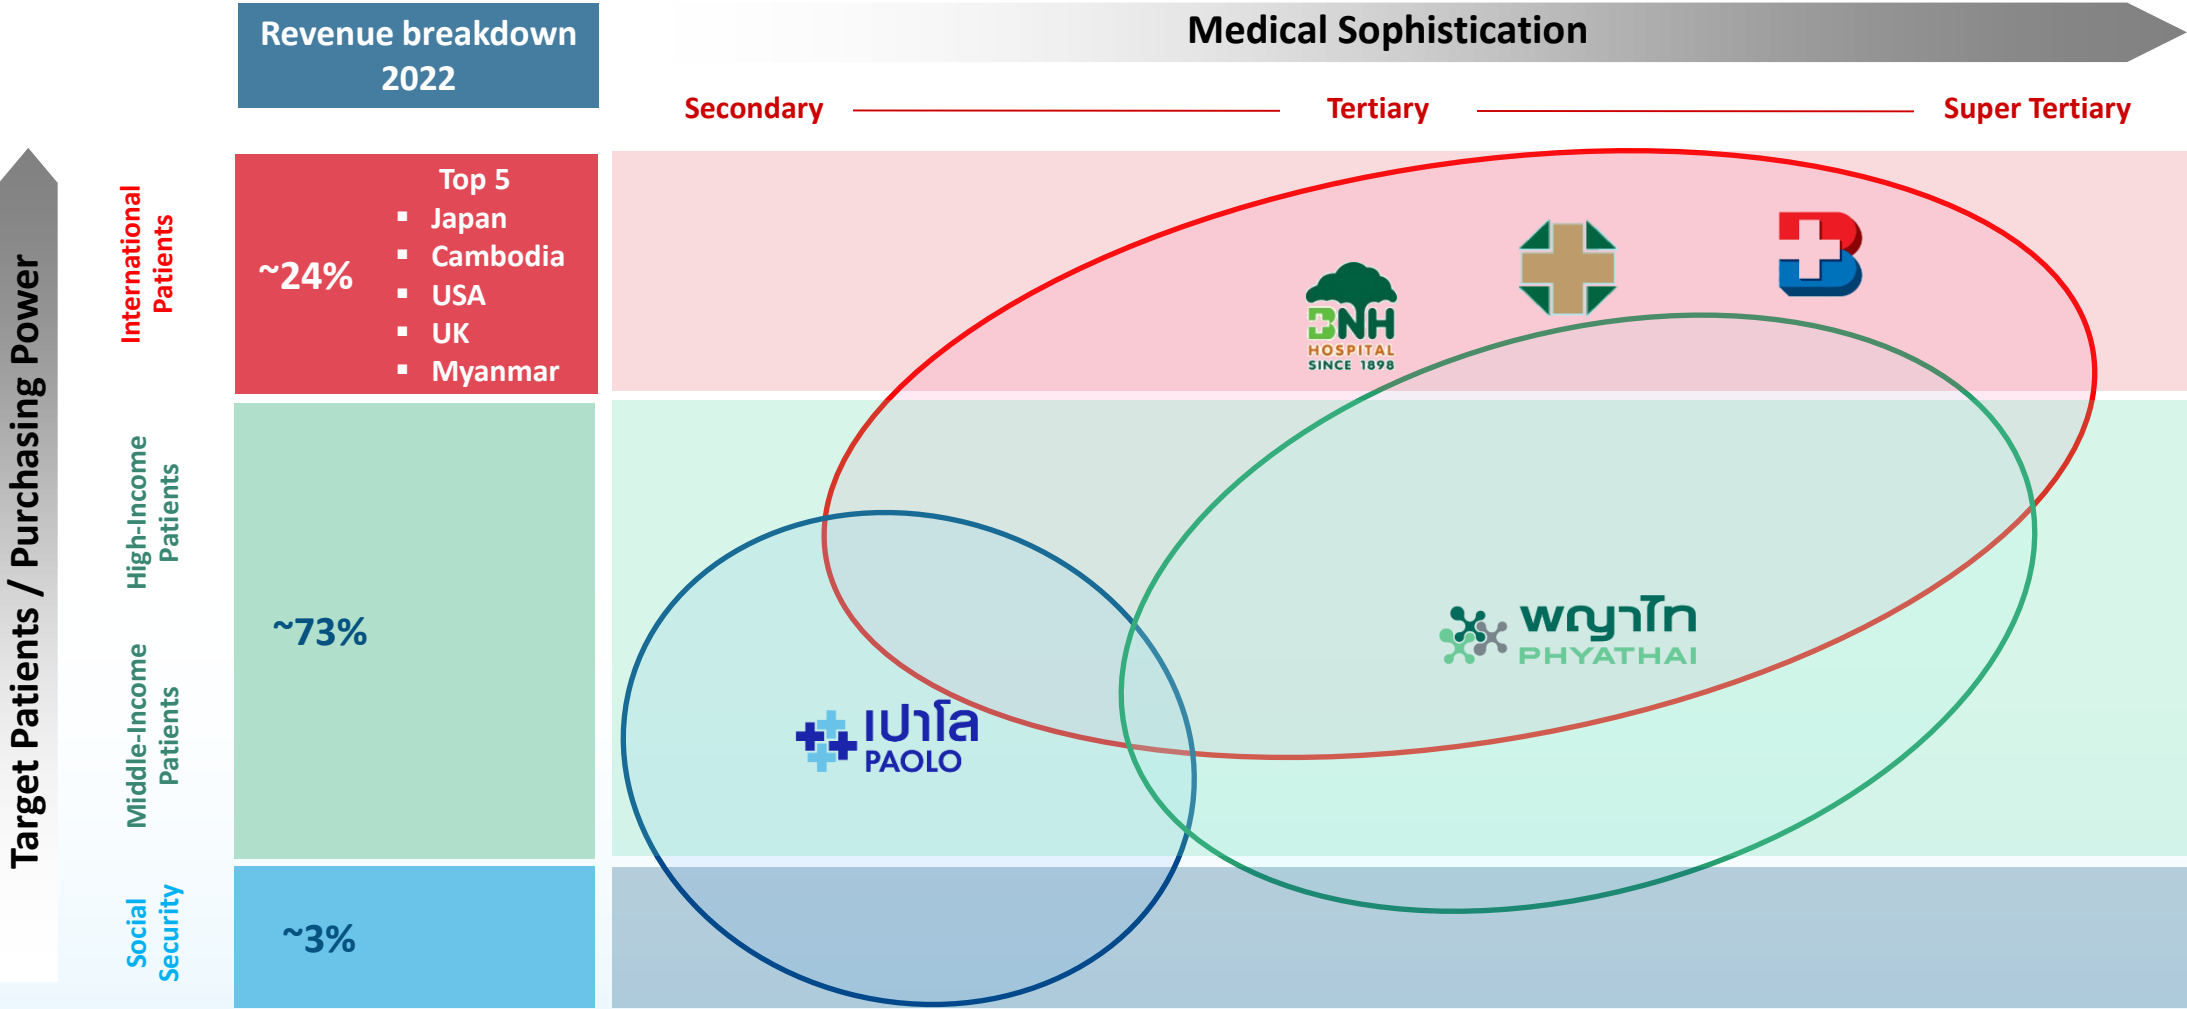 Revenue breakdown
2022
Medical Sophistication
Secondary
Tertiary
Super Tertiary
Target Patients / Purchasing Power
International
Patients
~24%
Top 5
▪ Japan
▪ Cambodia
▪ USA
▪ UK
▪ Myanmar
BNH
HOSPITAL
SINCE 1898
B
High-Income
Patients
Middle-Income
Patients
~73%
พญาไท
PHYATHAI
เปาโล
PAOLO
Social
Security
~3%